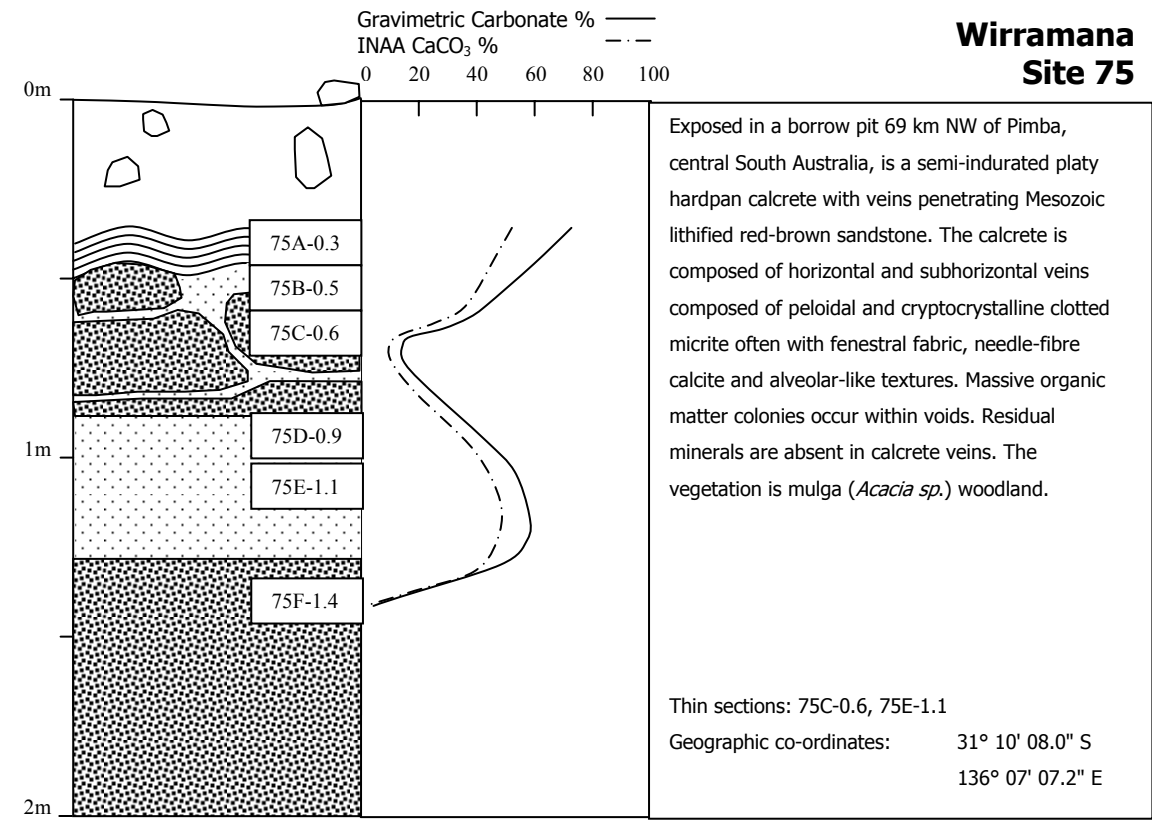 Gravimetric Carbonate %
INAA CaCO₃ %
0 20 40 60 80 100
Wirramana
Site 75
0m
75A-0.3
75B-0.5
75C-0.6
75D-0.9
1m
75E-1.1
75F-1.4
2m
Exposed in a borrow pit 69 km NW of Pimba,
central South Australia, is a semi-indurated platy
hardpan calcrete with veins penetrating Mesozoic
lithified red-brown sandstone. The calcrete is
composed of horizontal and subhorizontal veins
composed of peloidal and cryptocrystalline clotted
micrite often with fenestral fabric, needle-fibre
calcite and alveolar-like textures. Massive organic
matter colonies occur within voids. Residual
minerals are absent in calcrete veins. The
vegetation is mulga (Acacia sp.) woodland.
Thin sections: 75C-0.6, 75E-1.1
Geographic co-ordinates: 31° 10' 08.0" S
136° 07' 07.2" E